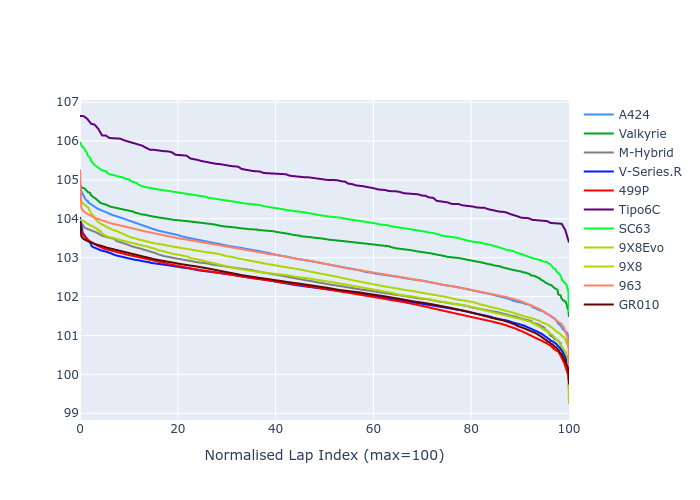 107
106
105
104
103
102
101
100
99
0
20
40
60
80
100
Normalised Lap Index (max=100)
A424
Valkyrie
M-Hybrid
V-Series.R
499P
Tipo6C
SC63
9X8Evo
9X8
963
GR010